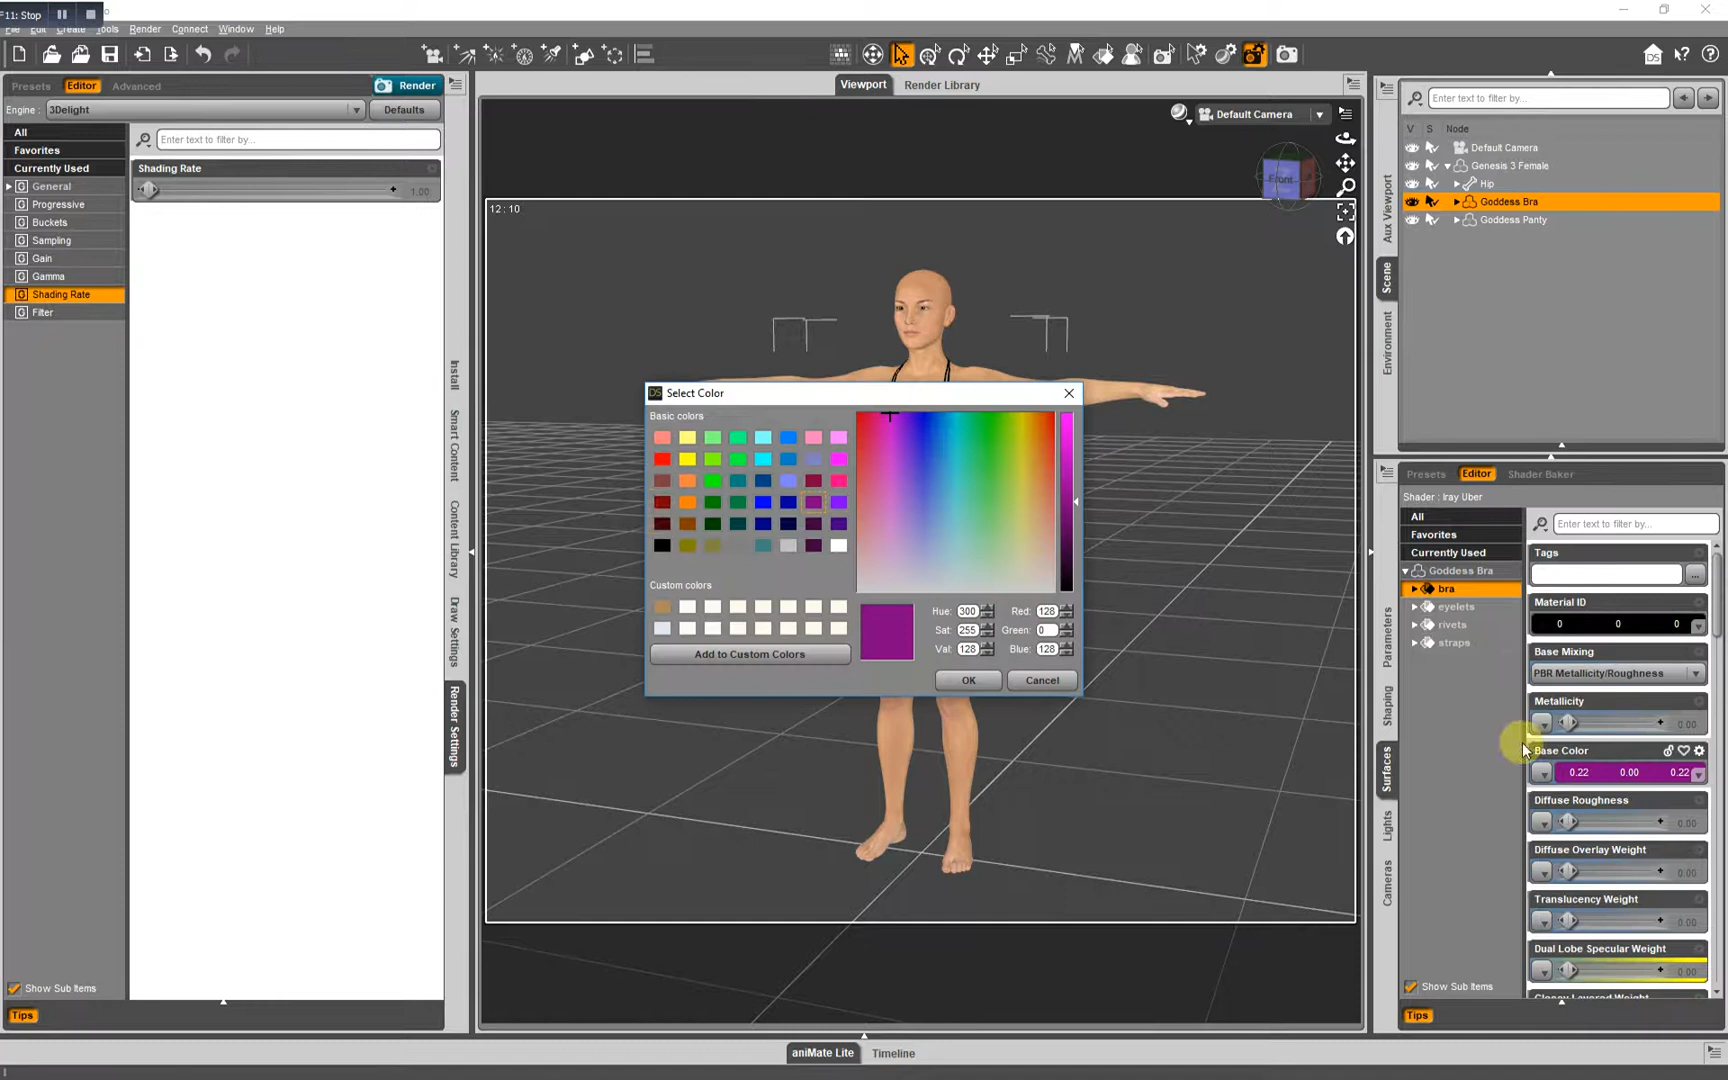 F11: Stop
File Edit Create Tools Render Connect Window Help
Presets Editor Advanced Render
Engine : 3Delight Defaults
All
Favorites
Currently Used
General
Progressive
Buckets
Sampling
Gain
Gamma
Shading Rate
Filter
Enter text to filter by...
Shading Rate
1.00
Show Sub Items
Tips
Install
Smart Content
Content Library
Draw Settings
Render Settings
Viewport Render Library
Default Camera
12 : 10
Front
DS Select Color
Basic colors
Custom colors
Add to Custom Colors
Hue: 300 Red: 128
Sat: 255 Green: 0
Val: 128 Blue: 128
OK Cancel
aniMate Lite Timeline
Aux Viewport
Scene
Environment
Enter text to filter by...
V S Node
Default Camera
Genesis 3 Female
Hip
Goddess Bra
Goddess Panty
Parameters
Shaping
Surfaces
Lights
Cameras
Presets Editor Shader Baker
Shader : Iray Uber
All
Favorites
Currently Used
Goddess Bra
bra
eyelets
rivets
straps
Show Sub Items
Tips
Enter text to filter by...
Tags
...
Material ID
0 0 0
Base Mixing
PBR Metallicity/Roughness
Metallicity
0.00
Base Color
0.22 0.00 0.22
Diffuse Roughness
0.00
Diffuse Overlay Weight
0.00
Translucency Weight
0.00
Dual Lobe Specular Weight
0.00
Glossy Layered Weight